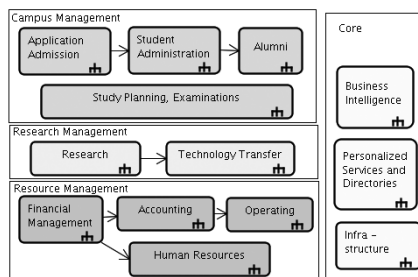 Campus Management
Application
Admission
Student
Administration
Alumni
Study Planning, Examinations
Research Management
Research
Technology Transfer
Resource Management
Financial
Management
Accounting
Operating
Human Resources
Core
Business
Intelligence
Personalized
Services and
Directories
Infra -
structure